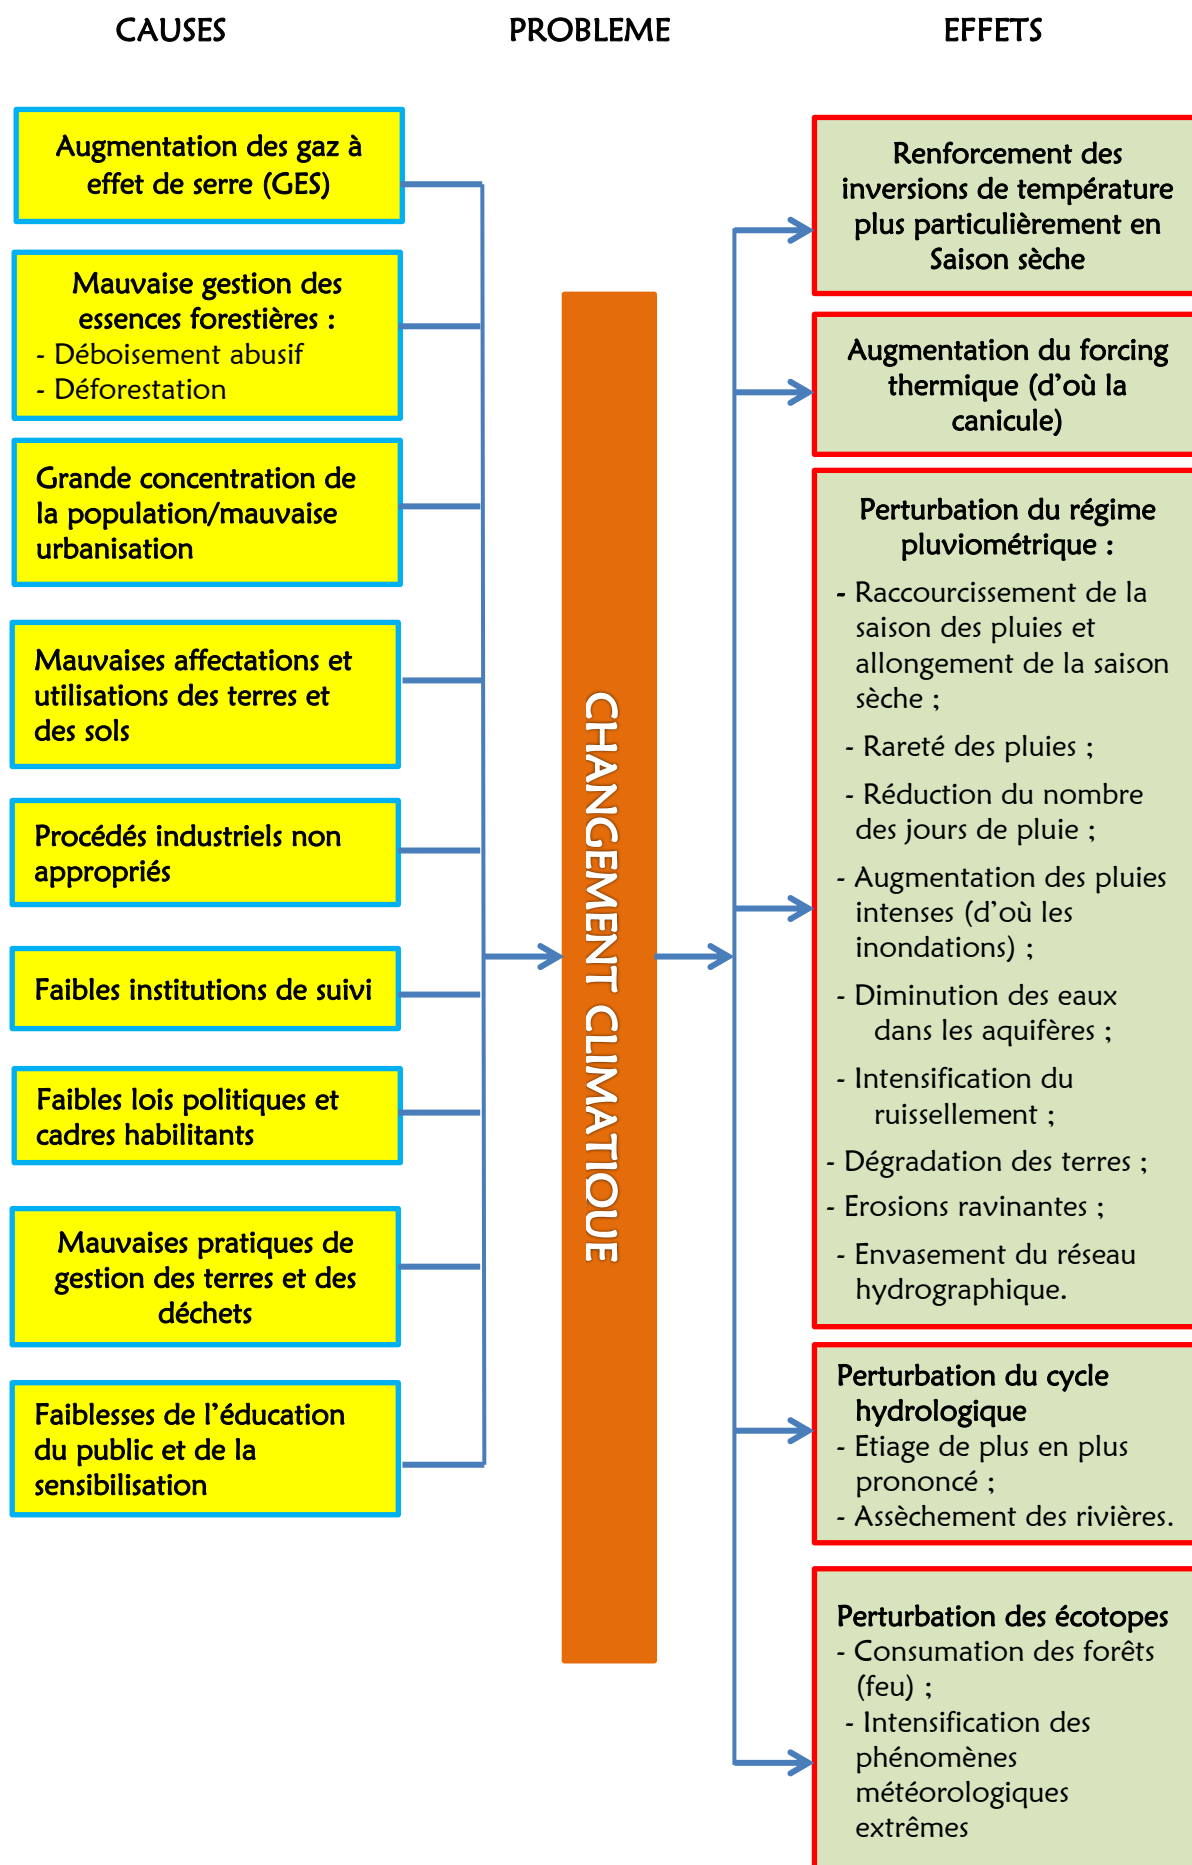 CAUSES
PROBLEME
EFFETS
Augmentation des gaz à
effet de serre (GES)
Mauvaise gestion des
essences forestières :
- Déboisement abusif
- Déforestation
Grande concentration de
la population/mauvaise
urbanisation
Mauvaises affectations et
utilisations des terres et
des sols
Procédés industriels non
appropriés
Faibles institutions de suivi
Faibles lois politiques et
cadres habilitants
Mauvaises pratiques de
gestion des terres et des
déchets
Faiblesses de l'éducation
du public et de la
sensibilisation
CHANGEMENT CLIMATIQUE
Renforcement des
inversions de température
plus particulièrement en
Saison sèche
Augmentation du forcing
thermique (d'où la
canicule)
Perturbation du régime
pluviométrique :
- Raccourcissement de la
saison des pluies et
allongement de la saison
sèche ;
- Rareté des pluies ;
- Réduction du nombre
des jours de pluie ;
- Augmentation des pluies
intenses (d'où les
inondations) ;
- Diminution des eaux
dans les aquifères ;
- Intensification du
ruissellement ;
- Dégradation des terres ;
- Erosions ravinantes ;
- Envasement du réseau
hydrographique.
Perturbation du cycle
hydrologique
- Etiage de plus en plus
prononcé ;
- Assèchement des rivières.
Perturbation des écotopes
- Consumation des forêts
(feu) ;
- Intensification des
phénomènes
météorologiques
extrêmes